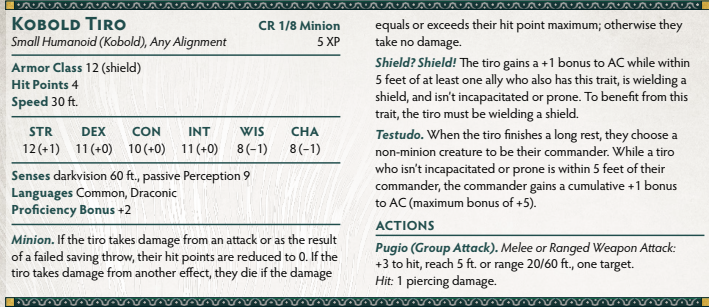 KOBOLD TIRO CR 1/8 Minion
Small Humanoid (Kobold), Any Alignment 5 XP
Armor Class 12 (shield)
Hit Points 4
Speed 30 ft.
STR DEX CON INT WIS CHA
12 (+1) 11 (+0) 10 (+0) 11 (+0) 8 (−1) 8 (−1)
Senses darkvision 60 ft., passive Perception 9
Languages Common, Draconic
Proficiency Bonus +2
Minion. If the tiro takes damage from an attack or as the result
of a failed saving throw, their hit points are reduced to 0. If the
tiro takes damage from another effect, they die if the damage
equals or exceeds their hit point maximum; otherwise they
take no damage.
Shield? Shield! The tiro gains a +1 bonus to AC while within
5 feet of at least one ally who also has this trait, is wielding a
shield, and isn't incapacitated or prone. To benefit from this
trait, the tiro must be wielding a shield.
Testudo. When the tiro finishes a long rest, they choose a
non-minion creature to be their commander. While a tiro
who isn't incapacitated or prone is within 5 feet of their
commander, the commander gains a cumulative +1 bonus
to AC (maximum bonus of +5).
ACTIONS
Pugio (Group Attack). Melee or Ranged Weapon Attack:
+3 to hit, reach 5 ft. or range 20/60 ft., one target.
Hit: 1 piercing damage.